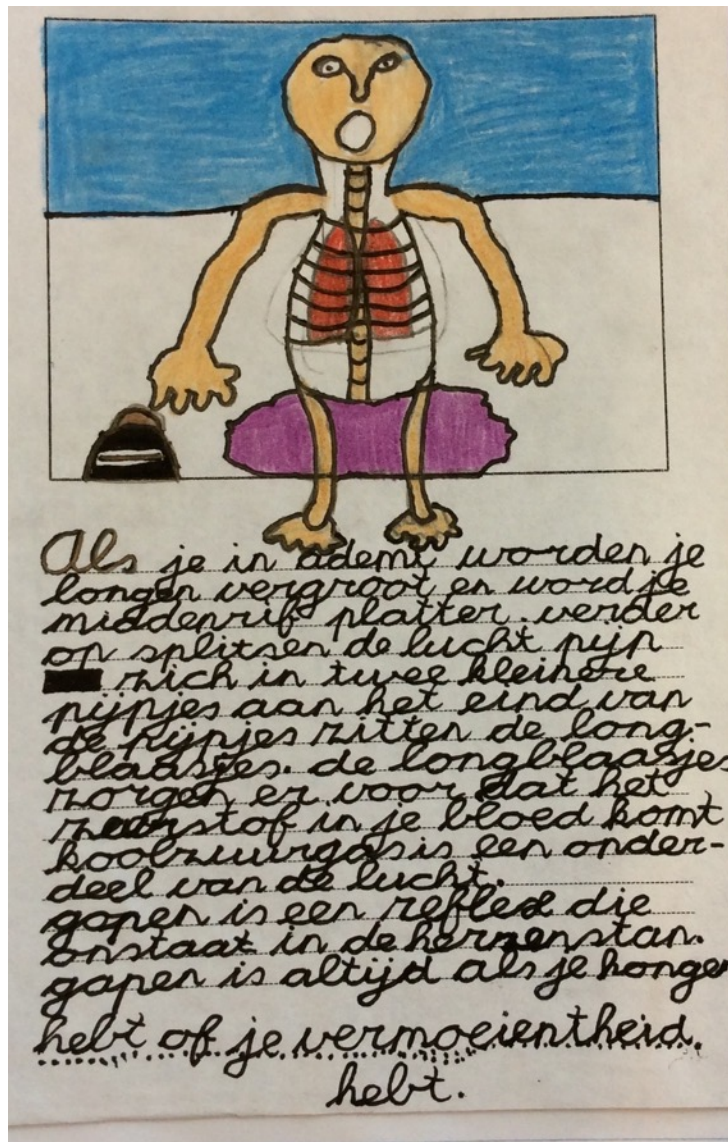 Als je in ademt worden je
longen vergroot en word je
middenrif platter. verder
op splitsen de lucht pijp
zich in twee kleinere
pijpjes aan het eind van
de pijpjes zitten de long-
blaasjes. de longblaasjes
zorgen er voor dat het
zuurstof in je bloed komt
koolzuurgas is een onder-
deel van de lucht.
gapen is een reflex die
onstaat in de herzenstan.
gapen is altijd als je honger
hebt of je vermoeientheid.
hebt.